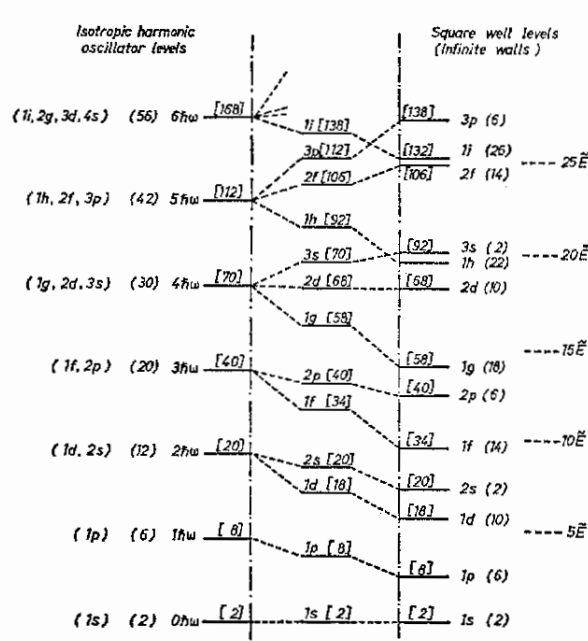 Isotropic harmonic
oscillator levels
Square well levels
(infinite walls)
[168]
(1i, 2g, 3d, 4s) (56) 6ħω
1i [138]
[138] 3p (6)
3p [112]
[132] 1i (26)
25Ẽ
2f [106]
[106] 2f (14)
(1h, 2f, 3p) (42) 5ħω [112]
1h [92]
3s [70]
[92] 3s (2)
20Ẽ
1h (22)
(1g, 2d, 3s) (30) 4ħω [70]
2d [68]
[68] 2d (10)
1g [58]
15Ẽ
[58] 1g (18)
(1f, 2p) (20) 3ħω [40]
2p [40]
[40] 2p (6)
1f [34]
[34] 1f (14)
10Ẽ
(1d, 2s) (12) 2ħω [20]
2s [20]
[20] 2s (2)
1d [18]
[18] 1d (10)
5Ẽ
(1p) (6) 1ħω [8]
1p [8]
[8] 1p (6)
(1s) (2) 0ħω [2] 1s [2] [2] 1s (2)